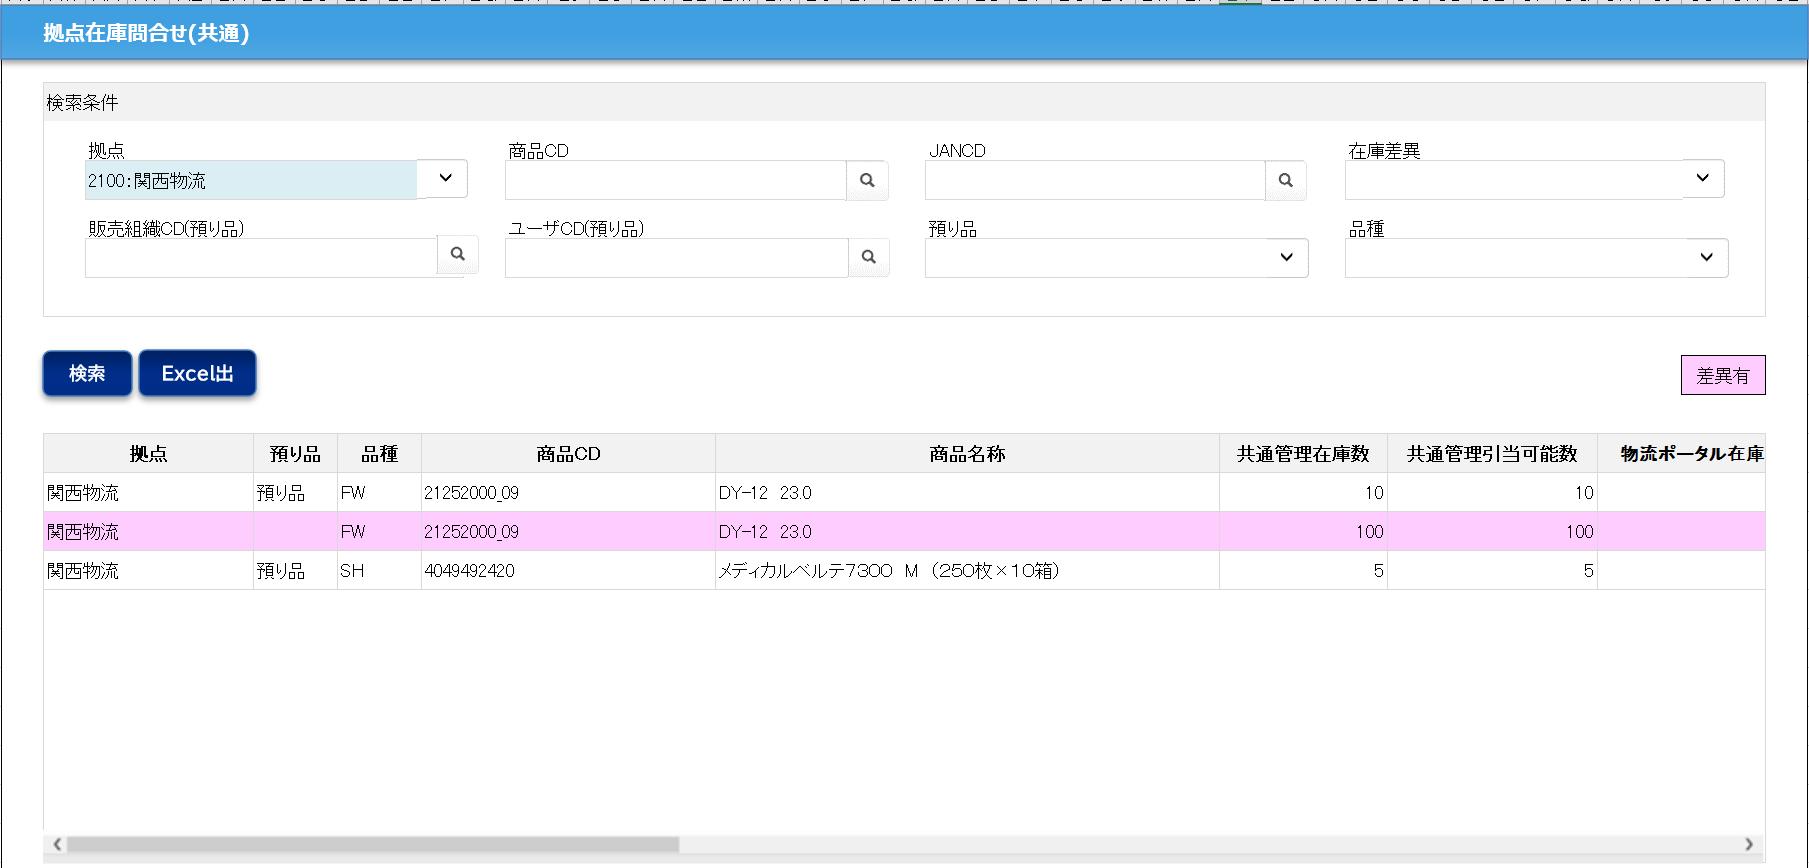 拠点在庫問合せ(共通)
検索条件
拠点 商品CD JANCD 在庫差異
2100:関西物流
販売組織CD(預り品) ユーザCD(預り品) 預り品 品種
検索 Excel出 差異有
拠点 預り品 品種 商品CD 商品名称 共通管理在庫数 共通管理引当可能数 物流ポータル在庫
関西物流 預り品 FW 21252000_09 DY-12 23.0 10 10
関西物流 FW 21252000_09 DY-12 23.0 100 100
関西物流 預り品 SH 4049492420 メディカルベルテ7300 M (250枚×10箱) 5 5